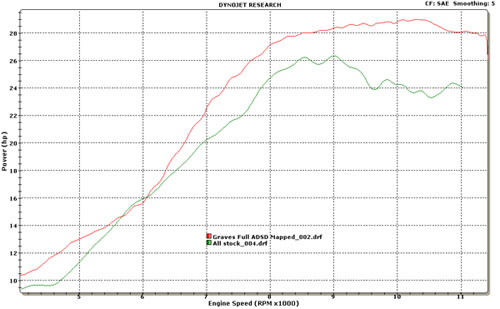 DYNOJET RESEARCH
CF: SAE Smoothing: 5
Power (hp)
28
26
24
22
20
18
16
14
12
10
Graves Full ADSD Mapped_002.drf
All stock_004.drf
5
6
7
8
9
10
11
Engine Speed (RPM x1000)